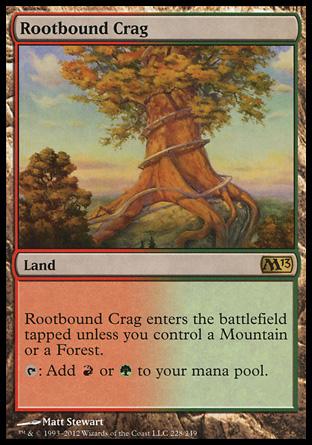 Rootbound Crag
Land
M13
Rootbound Crag enters the battlefield
tapped unless you control a Mountain
or a Forest.
: Add or to your mana pool.
Matt Stewart
™ & © 1993–2012 Wizards of the Coast LLC 228/249